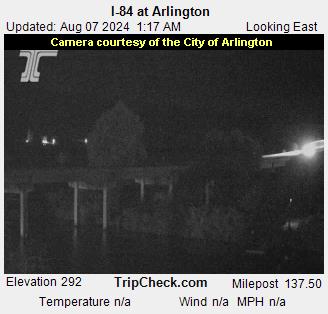 I-84 at Arlington
Updated: Aug 07 2024 1:17 AM Looking East
Camera courtesy of the City of Arlington
Elevation 292 TripCheck.com Milepost 137.50
Temperature n/a Wind n/a MPH n/a